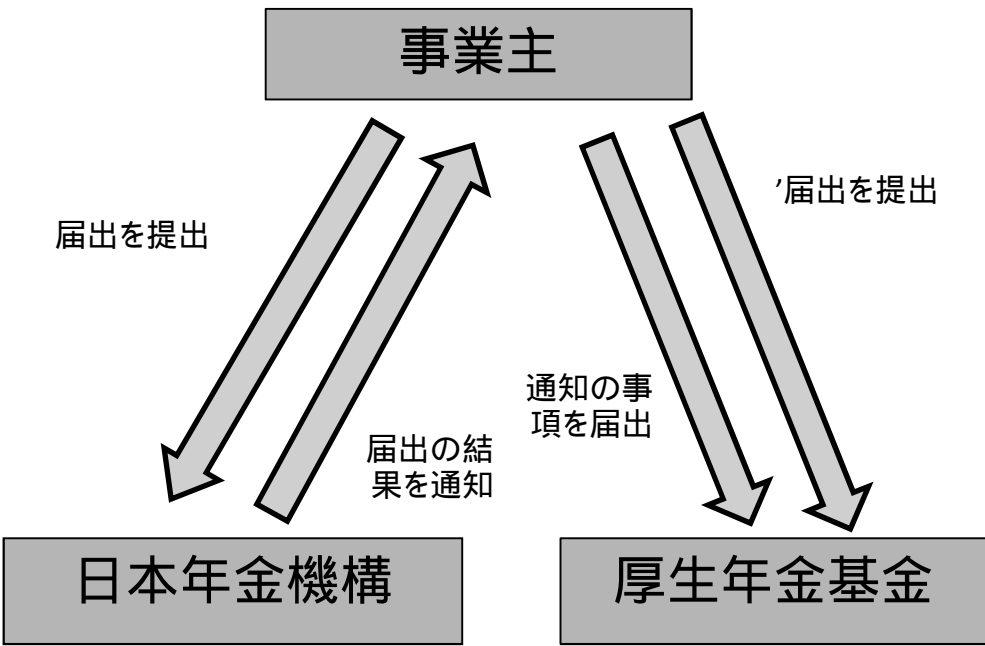 事業主
届出を提出
’届出を提出
通知の事
項を届出
届出の結
果を通知
日本年金機構
厚生年金基金